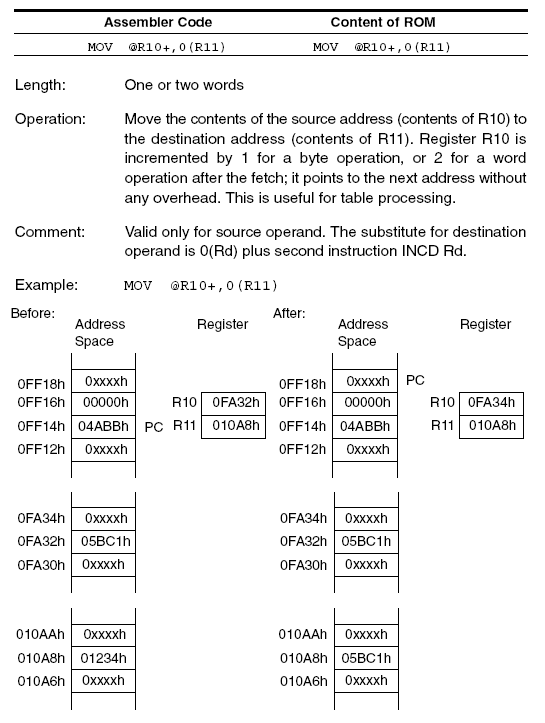 Assembler Code Content of ROM
MOV @R10+,0(R11) MOV @R10+,0(R11)
Length: One or two words
Operation: Move the contents of the source address (contents of R10) to
the destination address (contents of R11). Register R10 is
incremented by 1 for a byte operation, or 2 for a word
operation after the fetch; it points to the next address without
any overhead. This is useful for table processing.
Comment: Valid only for source operand. The substitute for destination
operand is 0(Rd) plus second instruction INCD Rd.
Example: MOV @R10+,0(R11)
Before: After:
Address Register Address Register
Space Space
0FF18h 0xxxxh 0FF18h 0xxxxh PC
0FF16h 00000h R10 0FA32h 0FF16h 00000h R10 0FA34h
0FF14h 04ABBh PC R11 010A8h 0FF14h 04ABBh R11 010A8h
0FF12h 0xxxxh 0FF12h 0xxxxh
0FA34h 0xxxxh 0FA34h 0xxxxh
0FA32h 05BC1h 0FA32h 05BC1h
0FA30h 0xxxxh 0FA30h 0xxxxh
010AAh 0xxxxh 010AAh 0xxxxh
010A8h 01234h 010A8h 05BC1h
010A6h 0xxxxh 010A6h 0xxxxh